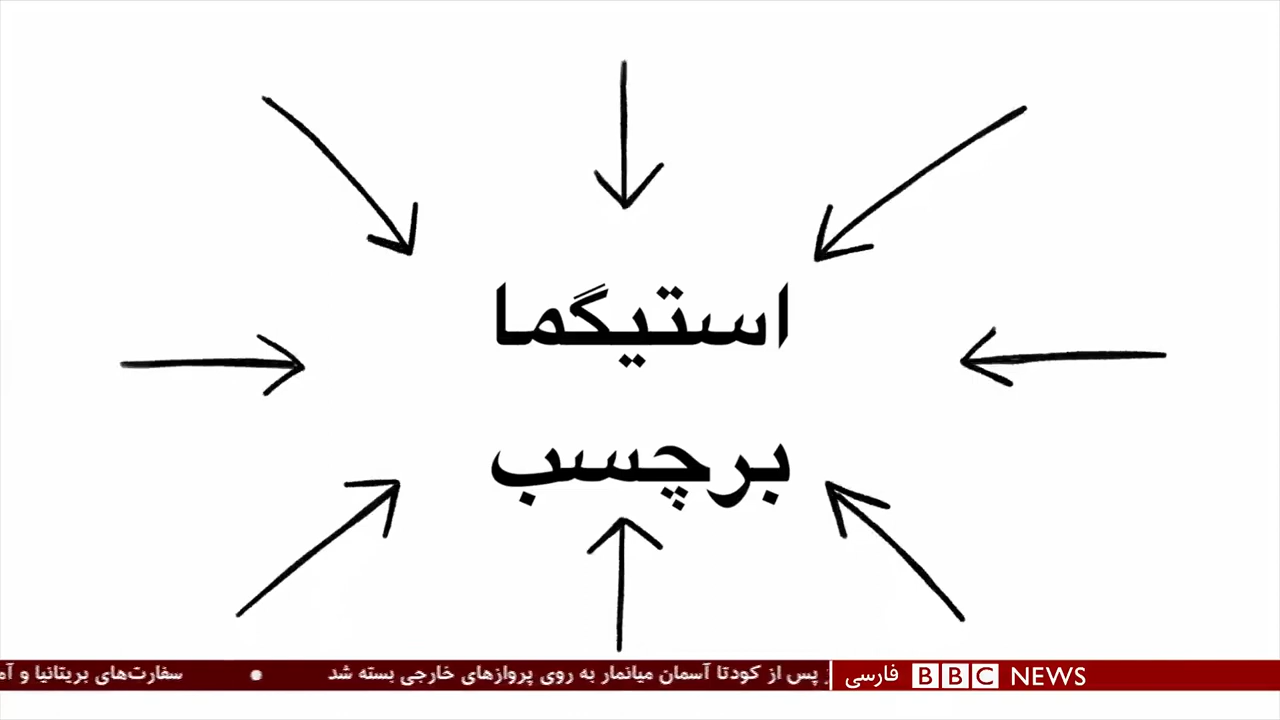 استیگما
برچسب
پس از کودتا آسمان میانمار به روی پروازهای خارجی بسته شد • سفارت‌های بریتانیا و
BBC NEWS فارسی